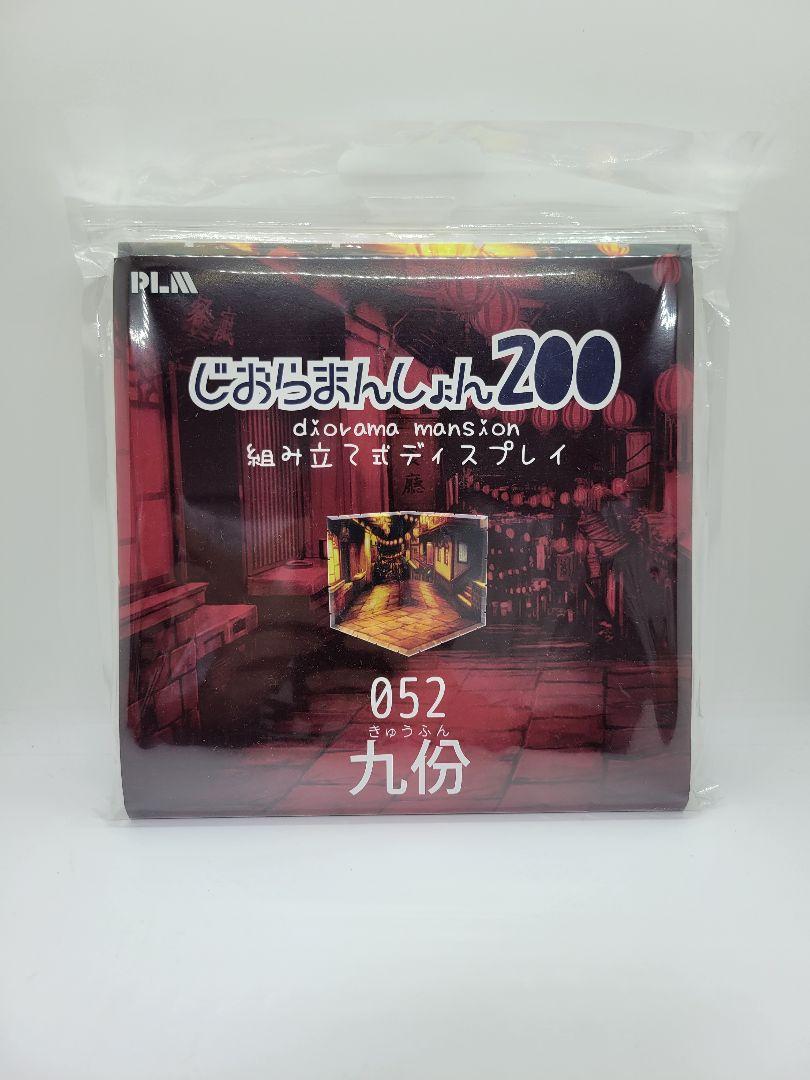 PLM
じおらまんしょん200
diorama mansion
組み立て式ディスプレイ
052
きゅうふん
九份